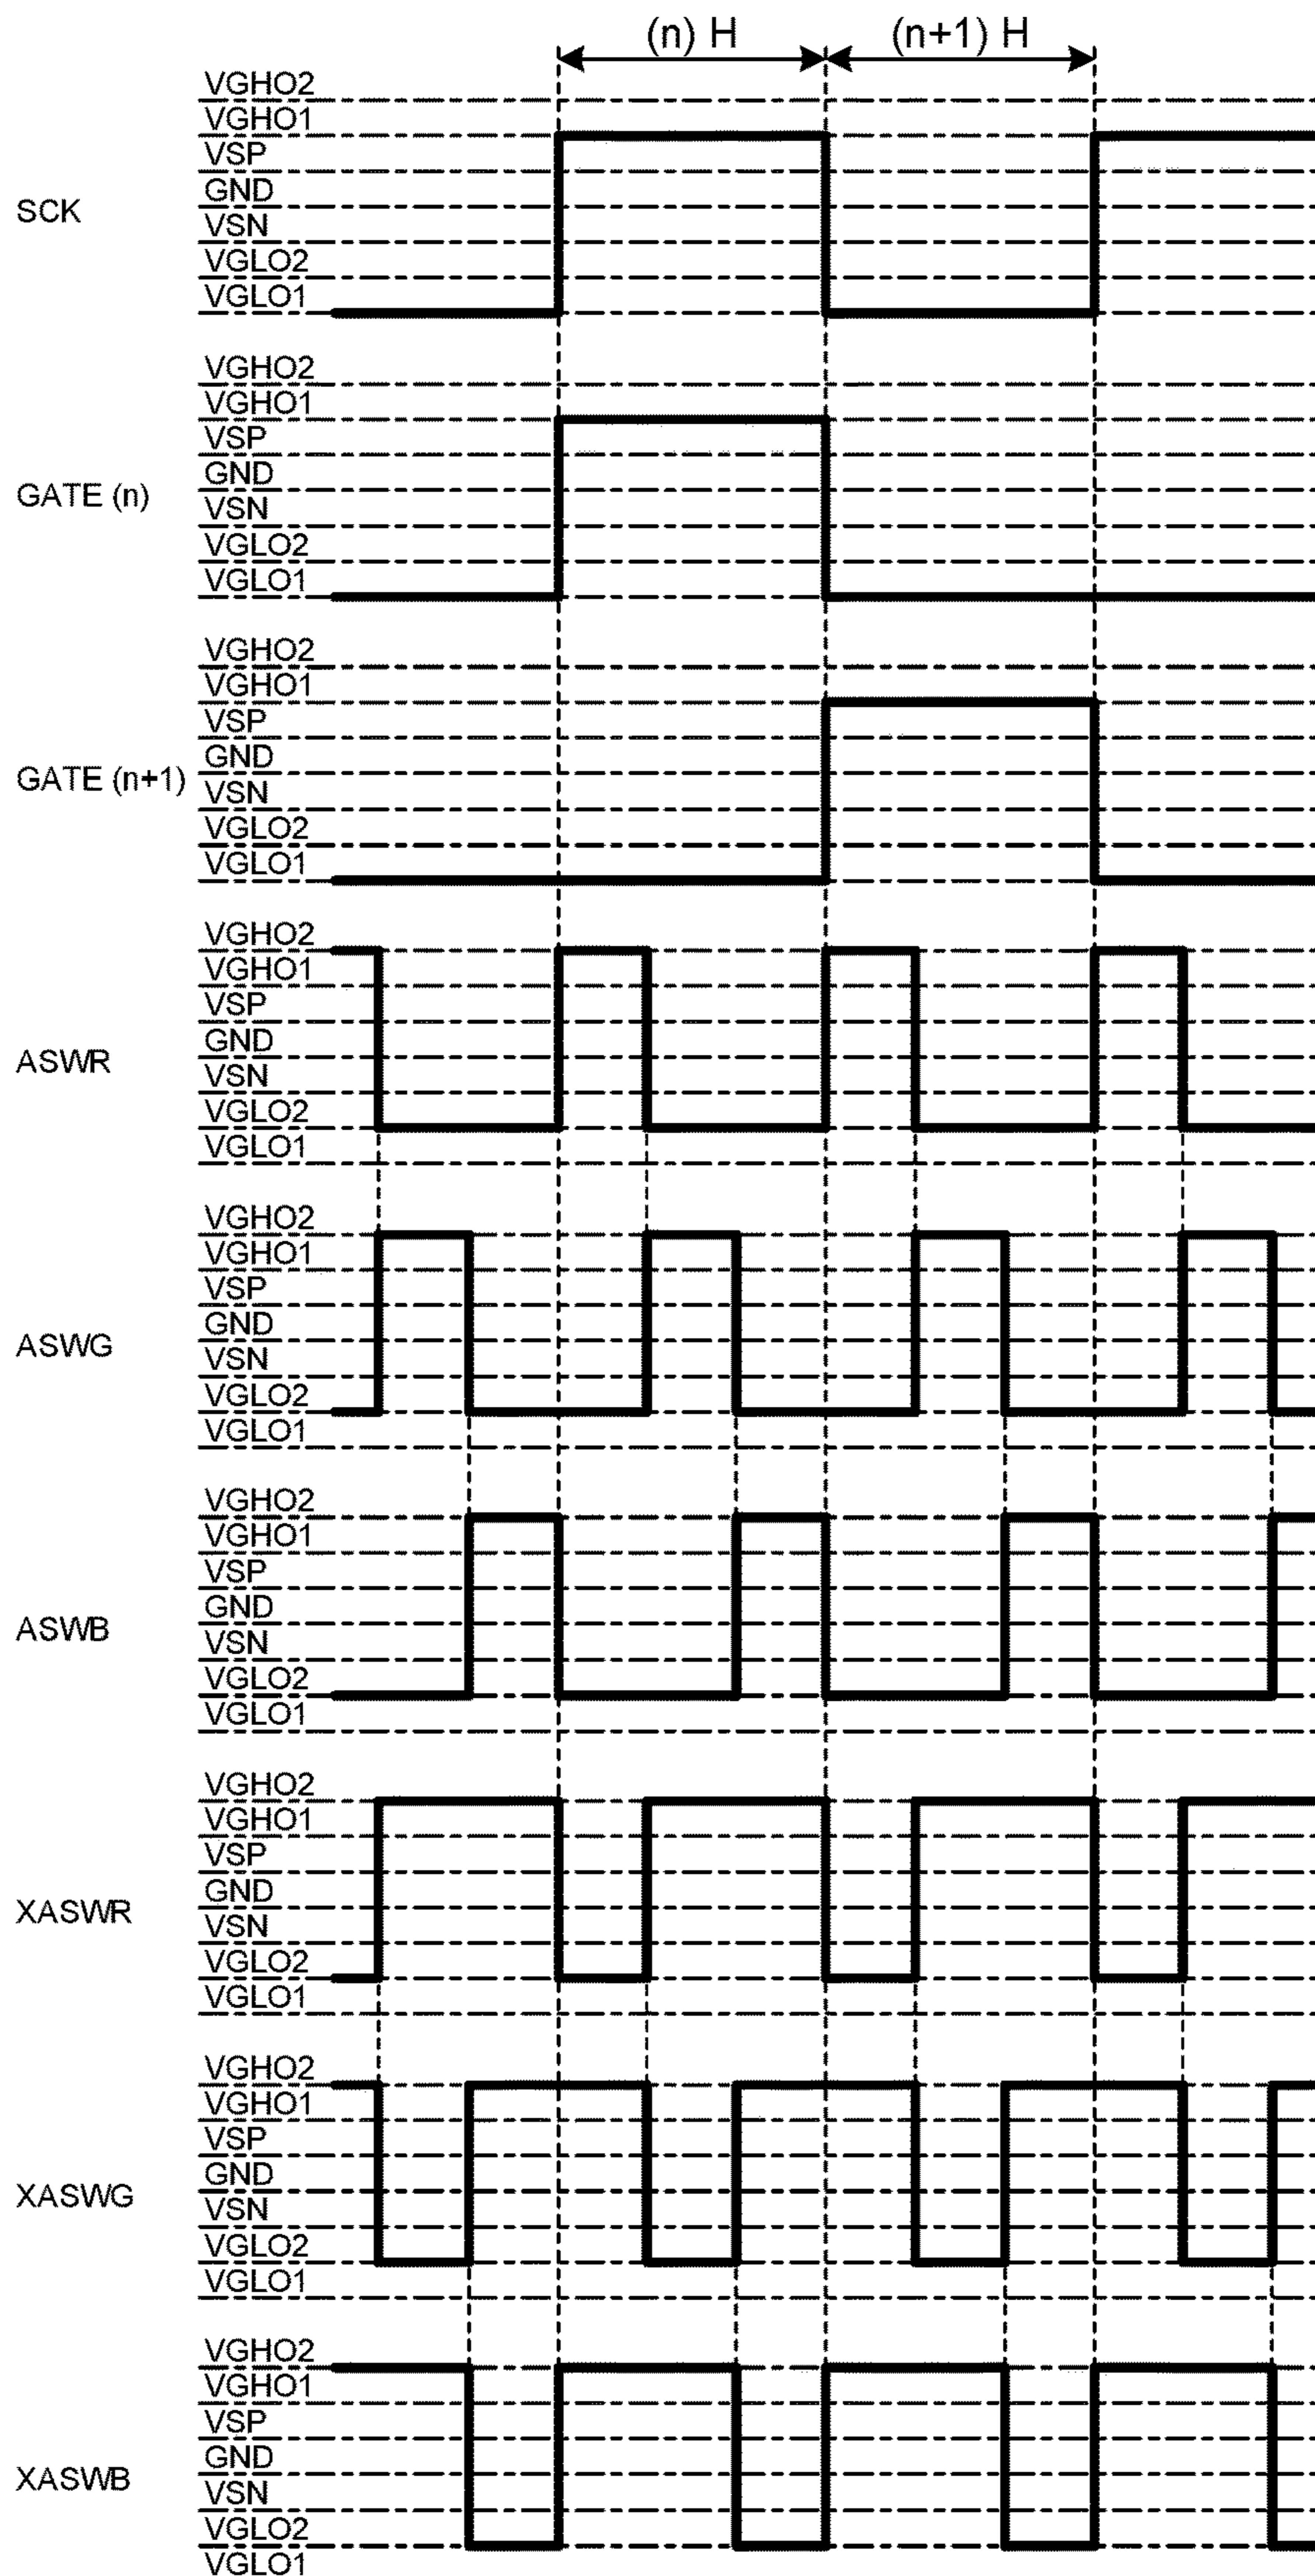 (n) H (n+1) H
VGHO2
VGHO1
VSP
GND
SCK
VSN
VGLO2
VGLO1
VGHO2
VGHO1
VSP
GND
GATE (n)
VSN
VGLO2
VGLO1
VGHO2
VGHO1
VSP
GND
GATE (n+1)
VSN
VGLO2
VGLO1
VGHO2
VGHO1
VSP
GND
ASWR
VSN
VGLO2
VGLO1
VGHO2
VGHO1
VSP
GND
ASWG
VSN
VGLO2
VGLO1
VGHO2
VGHO1
VSP
GND
ASWB
VSN
VGLO2
VGLO1
VGHO2
VGHO1
VSP
GND
XASWR
VSN
VGLO2
VGLO1
VGHO2
VGHO1
VSP
GND
XASWG
VSN
VGLO2
VGLO1
VGHO2
VGHO1
VSP
GND
XASWB
VSN
VGLO2
VGLO1